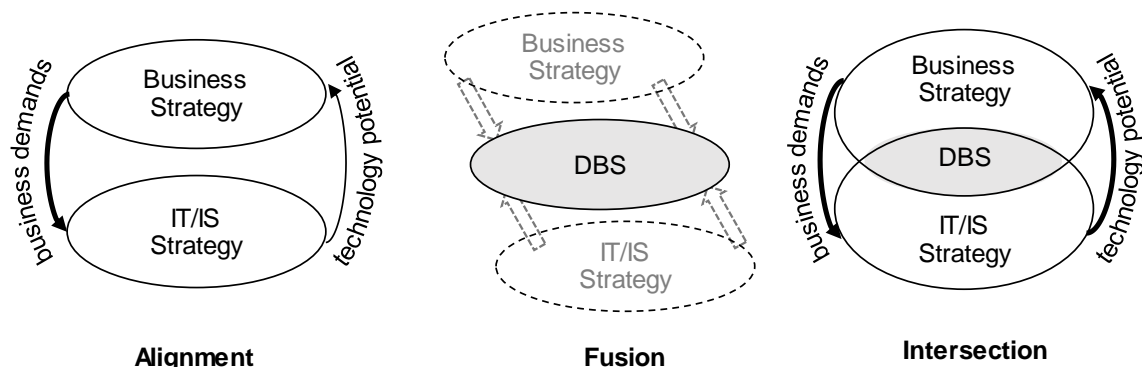 business demands
Business
Strategy
IT/IS
Strategy
technology potential
Alignment
Business
Strategy
DBS
IT/IS
Strategy
Fusion
business demands
Business
Strategy
DBS
IT/IS
Strategy
technology potential
Intersection